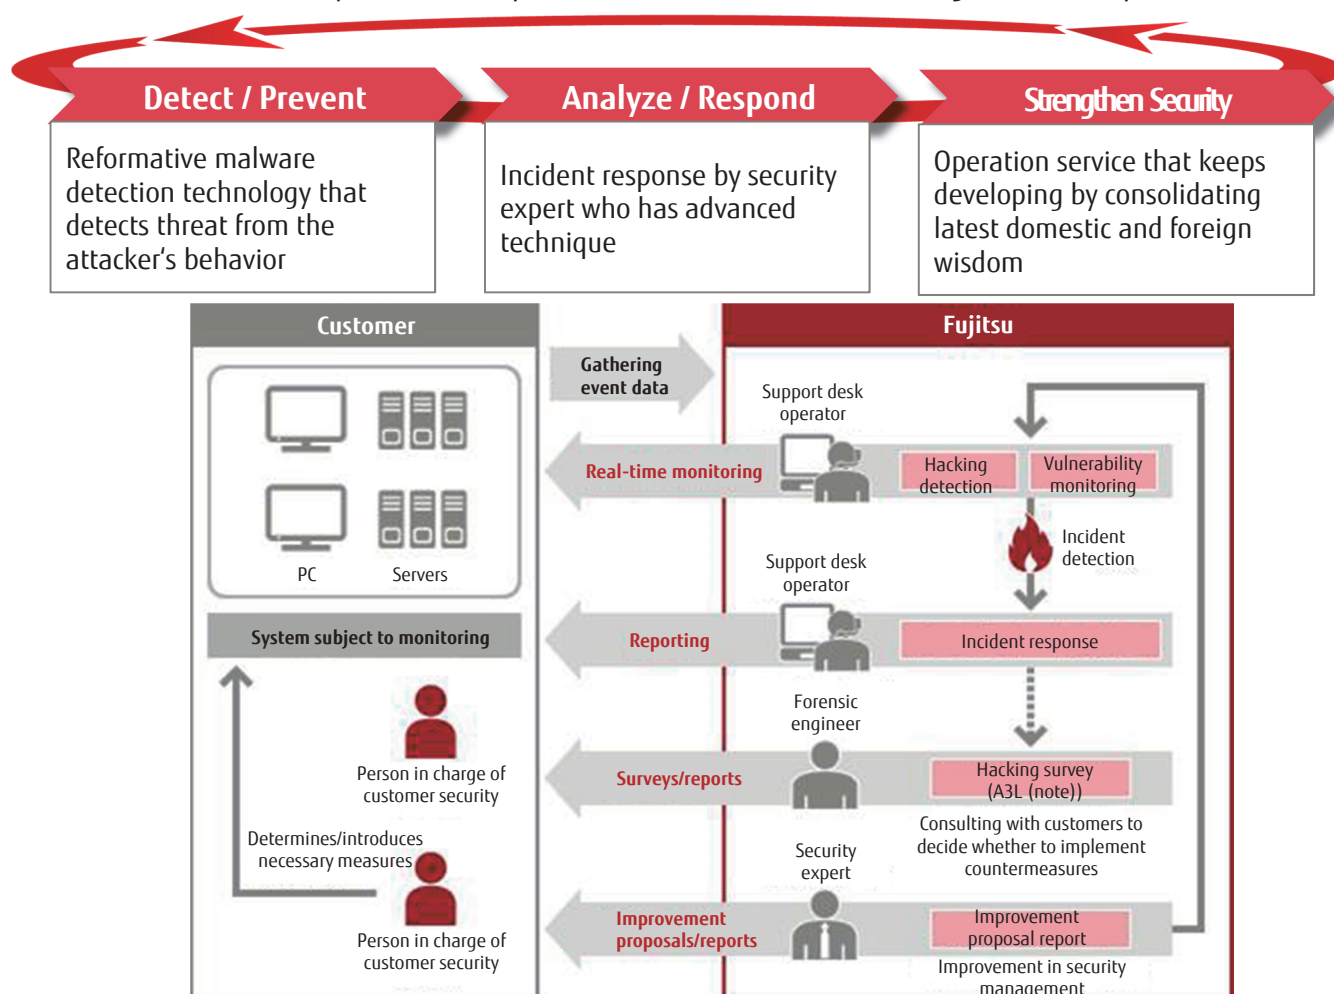 Detect / Prevent
Analyze / Respond
Strengthen Security
Reformative malware
detection technology that
detects threat from the
attacker's behavior
Incident response by security
expert who has advanced
technique
Operation service that keeps
developing by consolidating
latest domestic and foreign
wisdom
Customer
Fujitsu
Gathering
event data
Support desk
operator
Real-time monitoring
Hacking
detection
Vulnerability
monitoring
PC
Servers
Incident
detection
Support desk
operator
System subject to monitoring
Reporting
Incident response
Forensic
engineer
Person in charge of
customer security
Surveys/reports
Hacking survey
(A3L (note))
Consulting with customers to
decide whether to implement
countermeasures
Determines/introduces
necessary measures
Security
expert
Person in charge of
customer security
Improvement
proposals/reports
Improvement
proposal report
Improvement in security
management